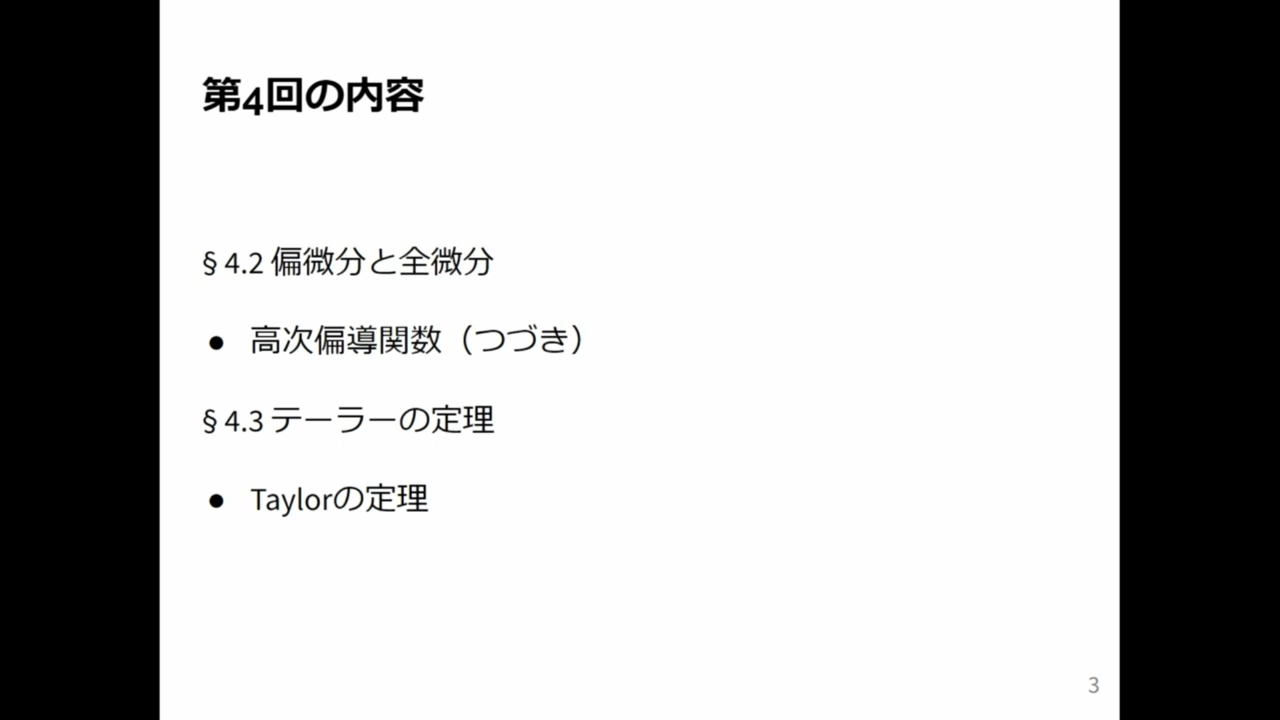 第4回の内容
§ 4.2 偏微分と全微分
● 高次偏導関数（つづき）
§ 4.3 テーラーの定理
● Taylorの定理
3